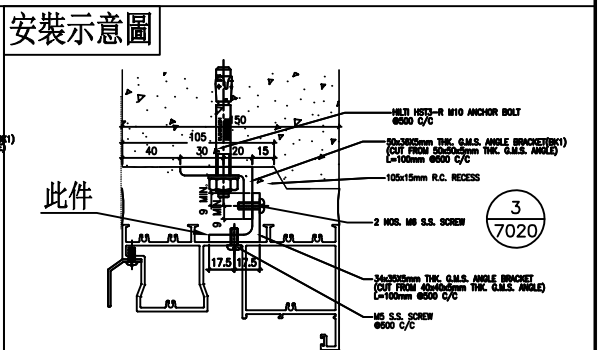 安裝示意圖
HILTI HST3-R M10 ANCHOR BOLT
@500 C/C
150
105
50x36x5mm THK. G.M.S. ANGLE BRACKET(BK1)
(CUT FROM 50x50x5mm THK. G.M.S. ANGLE)
L=100mm @500 C/C
40
30
20
15
105x15mm R.C. RECESS
此件
9 MIN.
9 MIN.
2 NOS. M6 S.S. SCREW
3
7020
17.5
17.5
34x35x5mm THK. G.M.S. ANGLE BRACKET
(CUT FROM 40x40x5mm THK. G.M.S. ANGLE)
L=100mm @500 C/C
M5 S.S. SCREW
@500 C/C